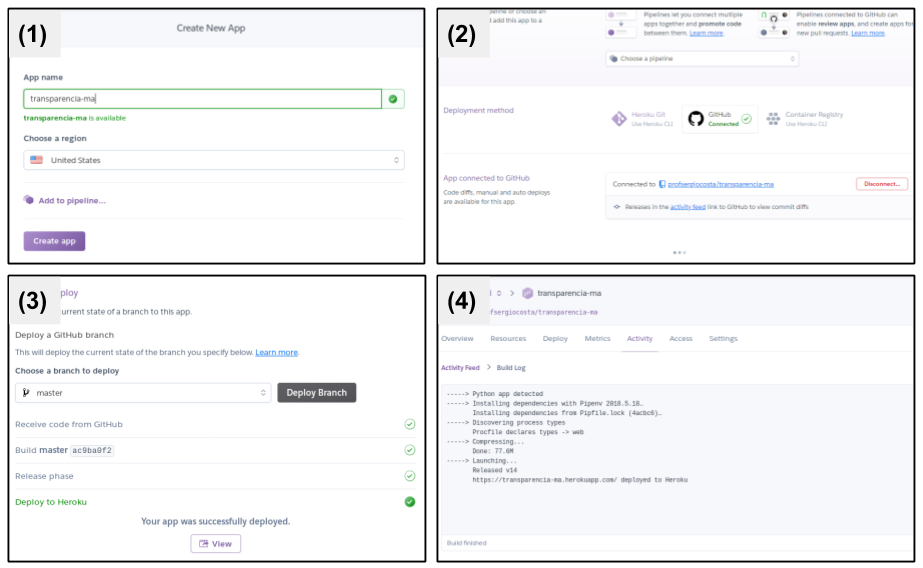 (1)
Create New App
App name
transparencia-ma
transparencia-ma is available
Choose a region
United States
Add to pipeline...
Create app
(2)
peline or choose an
d add this app to a
Pipelines let you connect multiple
apps together and promote code
between them. Learn more.
Pipelines connected to GitHub can
enable review apps, and create apps for
new pull requests. Learn more.
Choose a pipeline
Deployment method
Heroku Git
Use Heroku CLI
GitHub
Connected
Container Registry
Use Heroku CLI
App connected to GitHub
Code diffs, manual and auto deploys
are available for this app.
Connected to profsergiocosta/transparencia-ma
Disconnect...
Releases in the activity feed link to GitHub to view commit diffs
(3)
ploy
urrent state of a branch to this app.
Deploy a GitHub branch
This will deploy the current state of the branch you specify below. Learn more.
Choose a branch to deploy
master
Deploy Branch
Receive code from GitHub
Build master ac9ba0f2
Release phase
Deploy to Heroku
Your app was successfully deployed.
View
(4)
transparencia-ma
fsergiocosta/transparencia-ma
Overview Resources Deploy Metrics Activity Access Settings
Activity Feed > Build Log
-----> Python app detected
-----> Installing dependencies with Pipenv 2018.5.18…
Installing dependencies from Pipfile.lock (4acbc6)…
-----> Discovering process types
Procfile declares types -> web
-----> Compressing...
Done: 77.6M
-----> Launching...
Released v14
https://transparencia-ma.herokuapp.com/ deployed to Heroku
Build finished